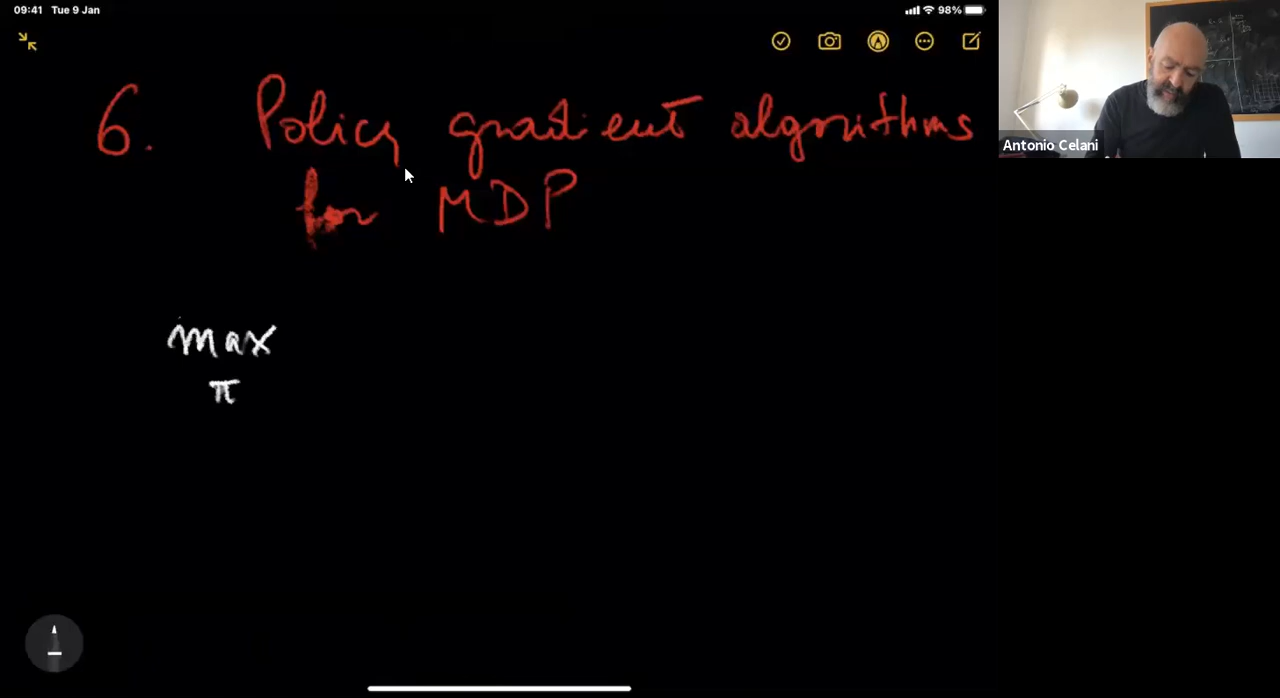 09:41 Tue 9 Jan
98%
6. Policy gradient algorithms
for MDP
Antonio Celani
max
π